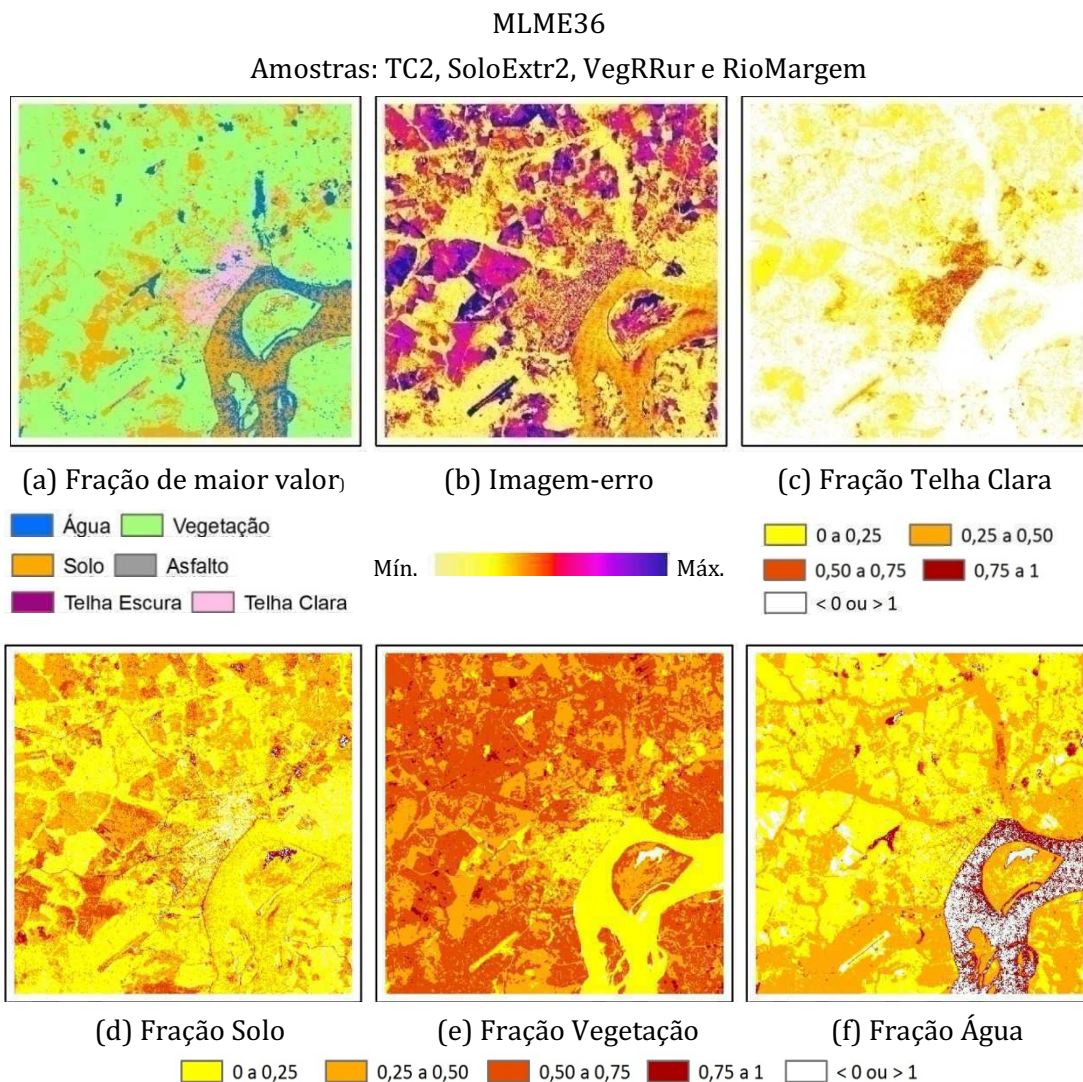 MLME36
Amostras: TC2, SoloExtr2, VegRRur e RioMargem
(a) Fração de maior valor)
(b) Imagem-erro
(c) Fração Telha Clara
Água
Vegetação
Solo
Asfalto
Telha Escura
Telha Clara
Mín.
Máx.
0 a 0,25
0,25 a 0,50
0,50 a 0,75
0,75 a 1
< 0 ou > 1
(d) Fração Solo
(e) Fração Vegetação
(f) Fração Água
0 a 0,25
0,25 a 0,50
0,50 a 0,75
0,75 a 1
< 0 ou > 1